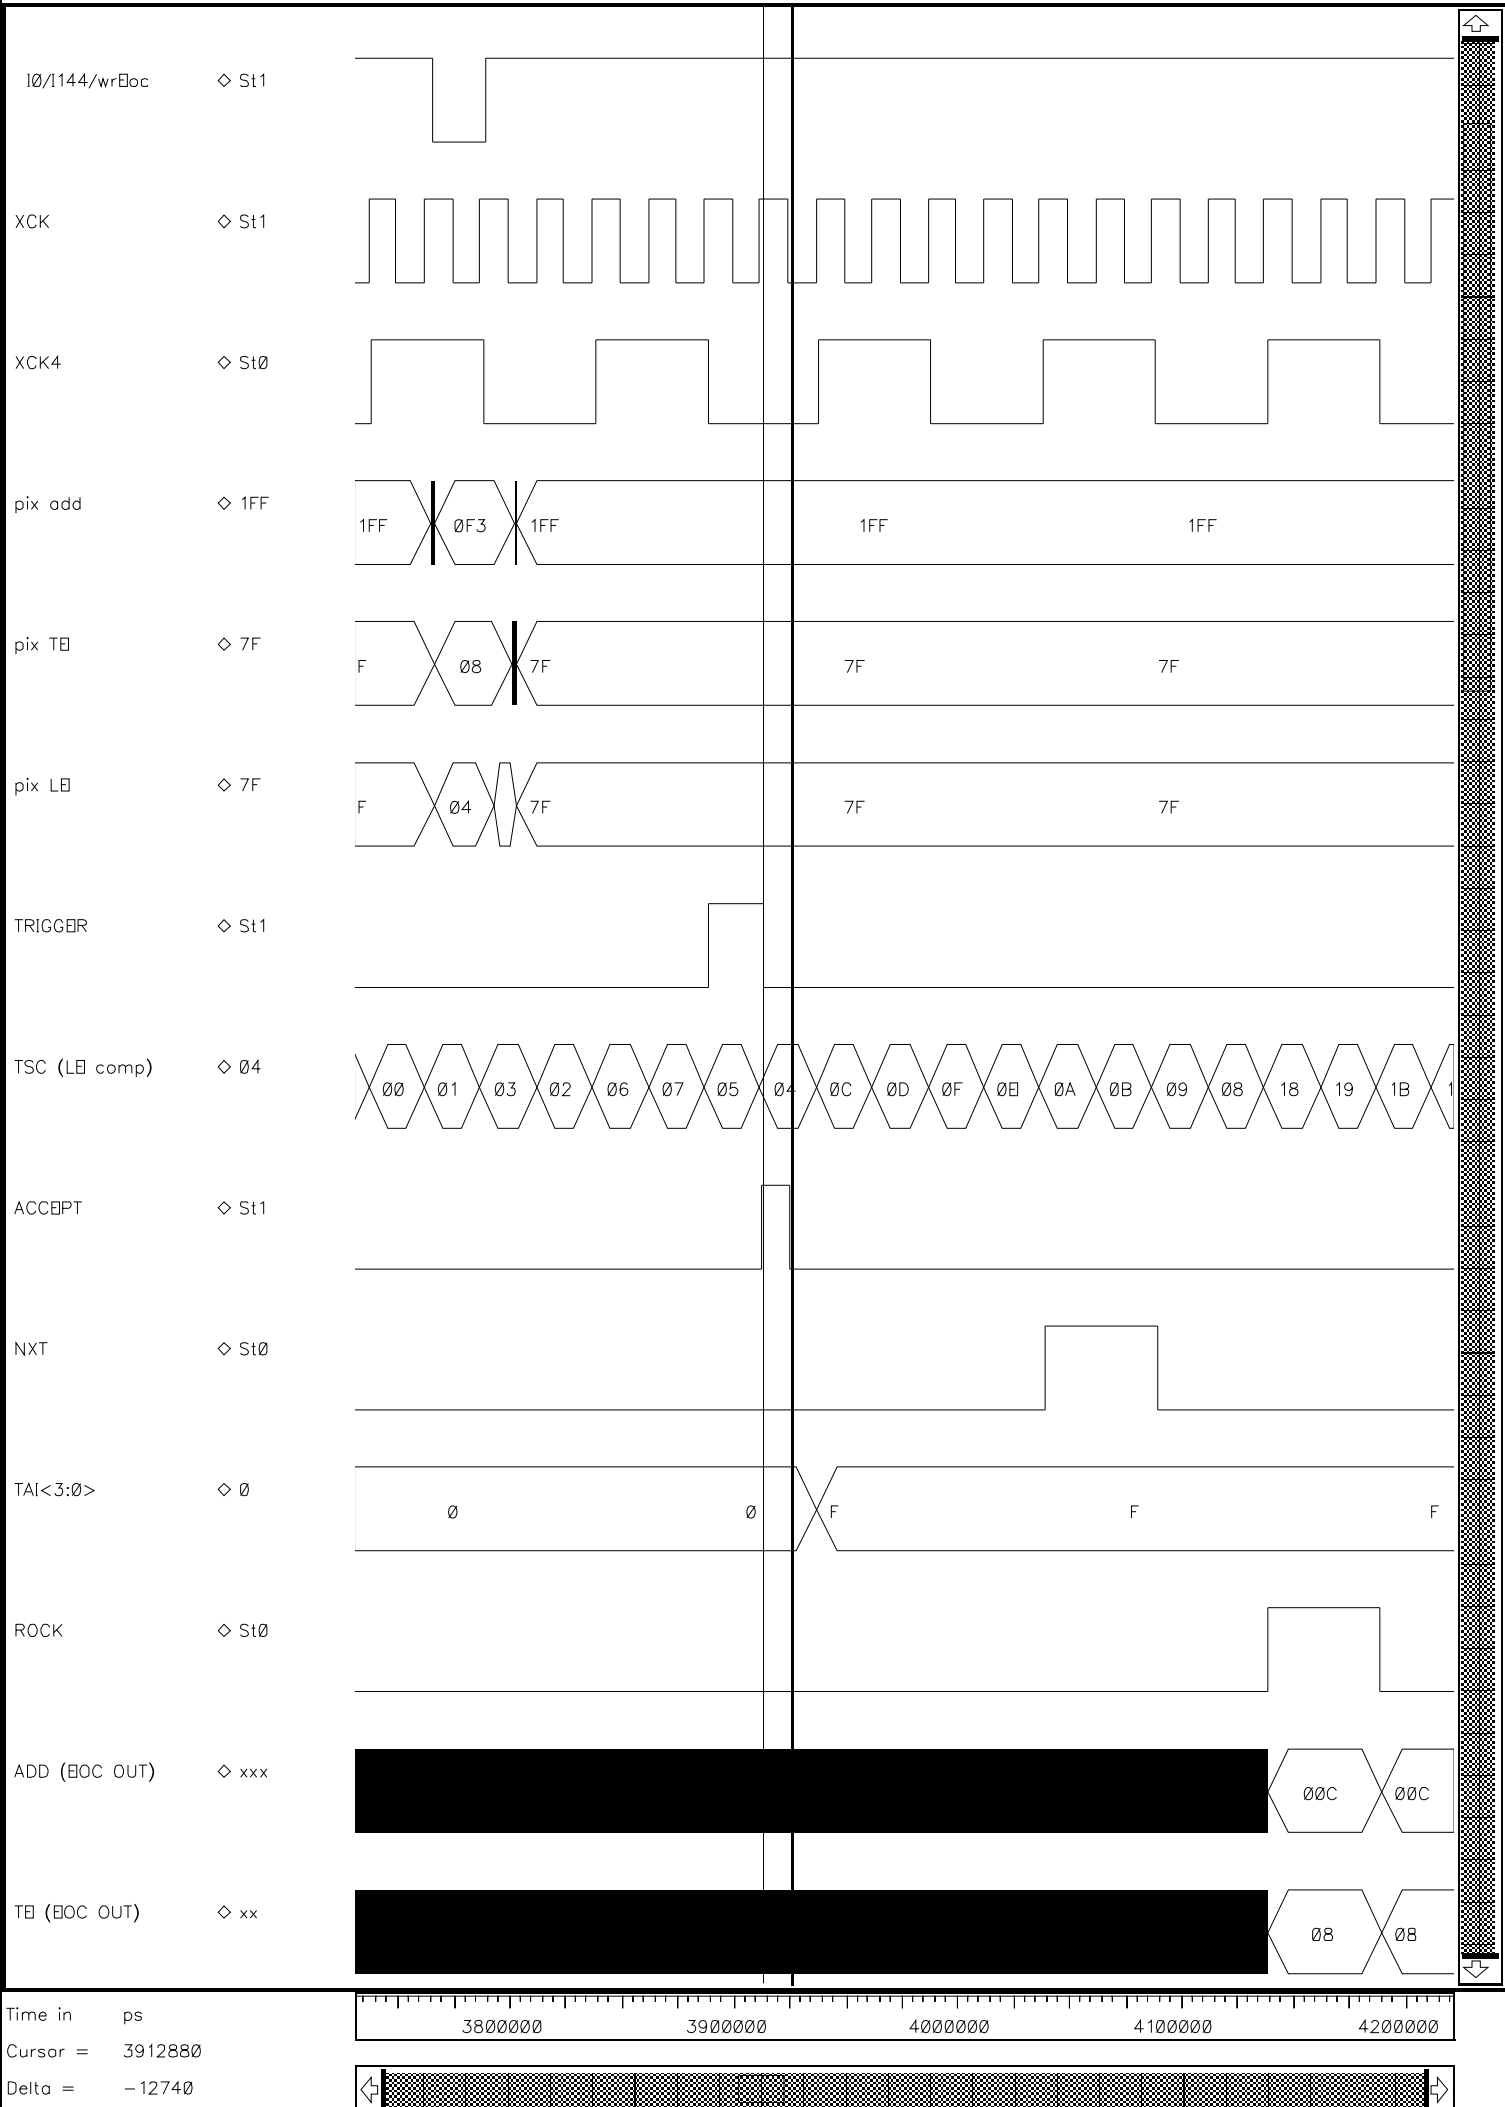 I0/I144/wrEoc ◇ St1
XCK ◇ St1
XCK4 ◇ St0
pix add ◇ 1FF 1FF 0F3 1FF 1FF 1FF
pix TE ◇ 7F F 08 7F 7F 7F
pix LE ◇ 7F F 04 7F 7F 7F
TRIGGER ◇ St1
TSC (LE comp) ◇ 04 00 01 03 02 06 07 05 04 0C 0D 0F 0E 0A 0B 09 08 18 19 1B 1
ACCEPT ◇ St1
NXT ◇ St0
TAI<3:0> ◇ 0 0 0 F F F
ROCK ◇ St0
ADD (EOC OUT) ◇ xxx 00C 00C
TE (EOC OUT) ◇ xx 08 08
Time in ps
3800000 3900000 4000000 4100000 4200000
Cursor = 3912880
Delta = -12740